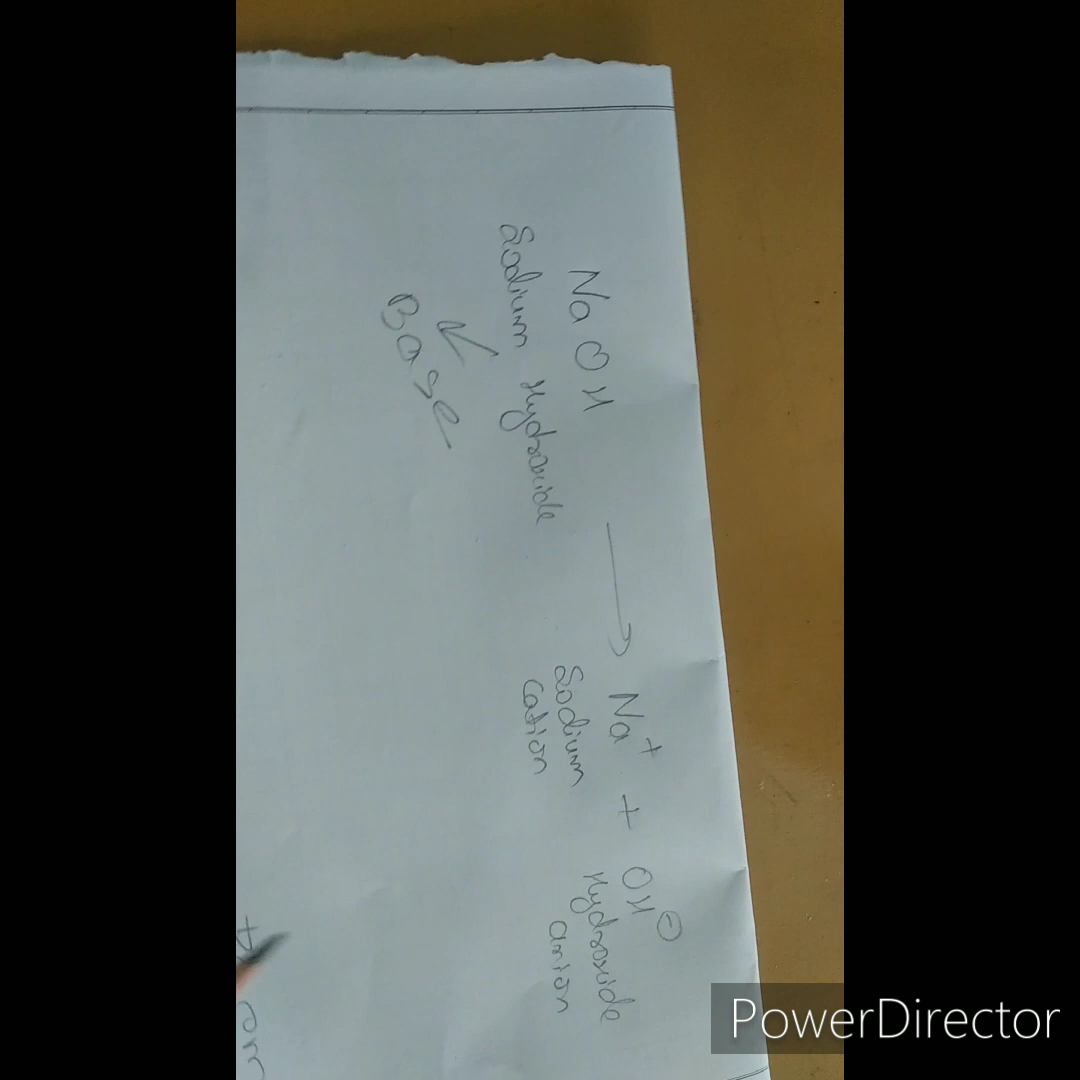 NaOH → Na⁺ + OH⊖
Sodium Hydroxide Sodium cation Hydroxide anion
↙
Base
PowerDirector